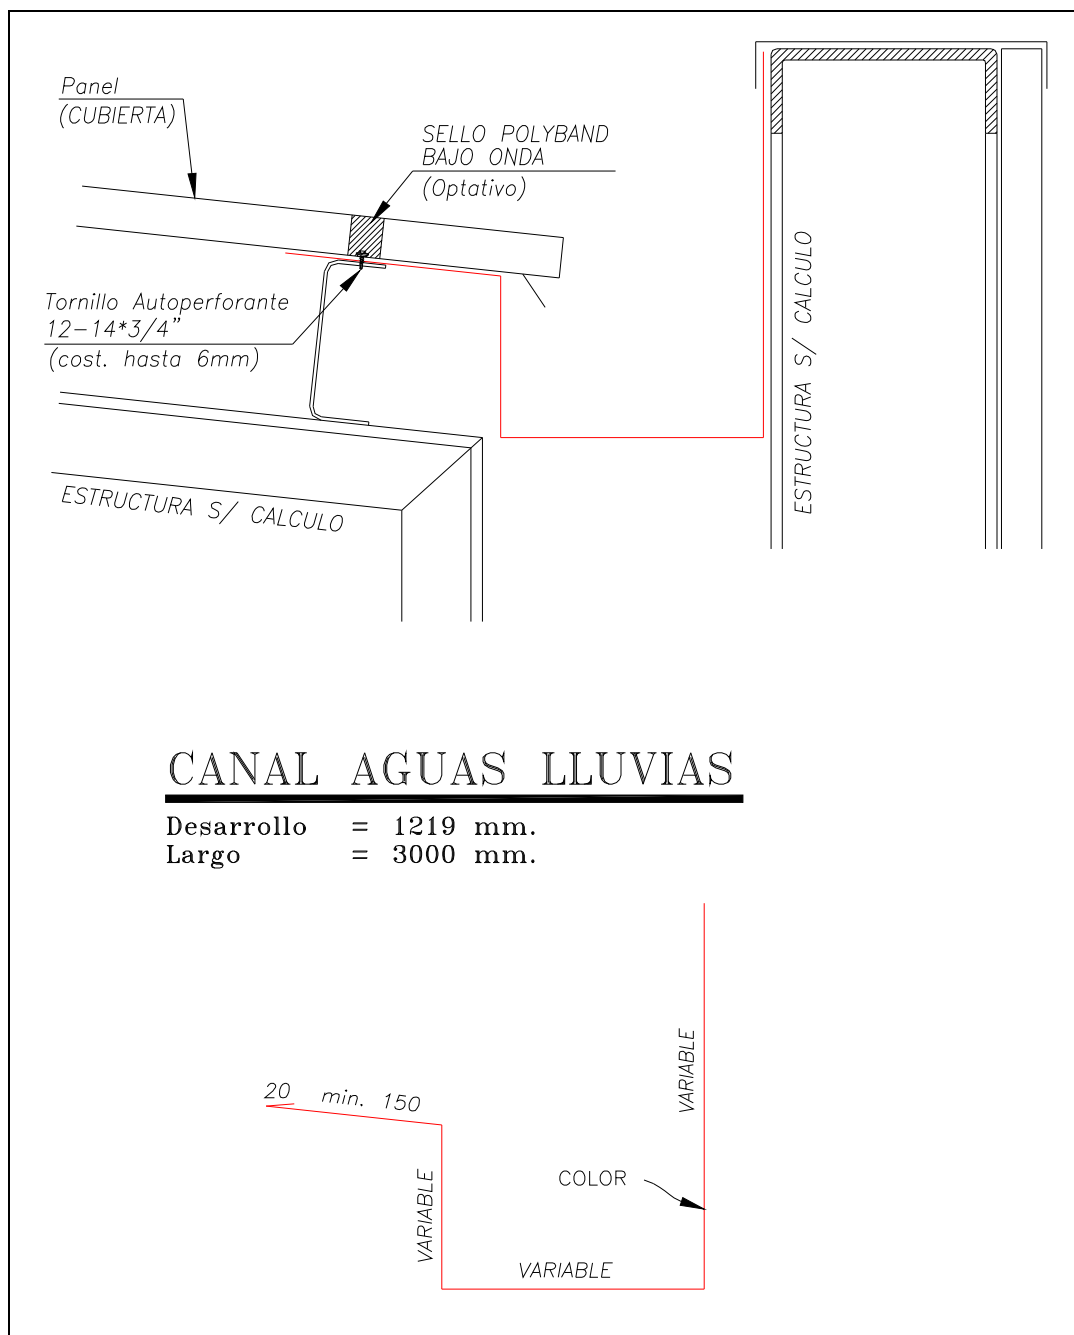 Panel
(CUBIERTA)
SELLO POLYBAND
BAJO ONDA
(Optativo)
Tornillo Autoperforante
12-14*3/4"
(cost. hasta 6mm)
ESTRUCTURA S/ CALCULO
ESTRUCTURA S/ CALCULO
CANAL AGUAS LLUVIAS
Desarrollo = 1219 mm.
Largo = 3000 mm.
20 min. 150
VARIABLE
VARIABLE
COLOR
VARIABLE